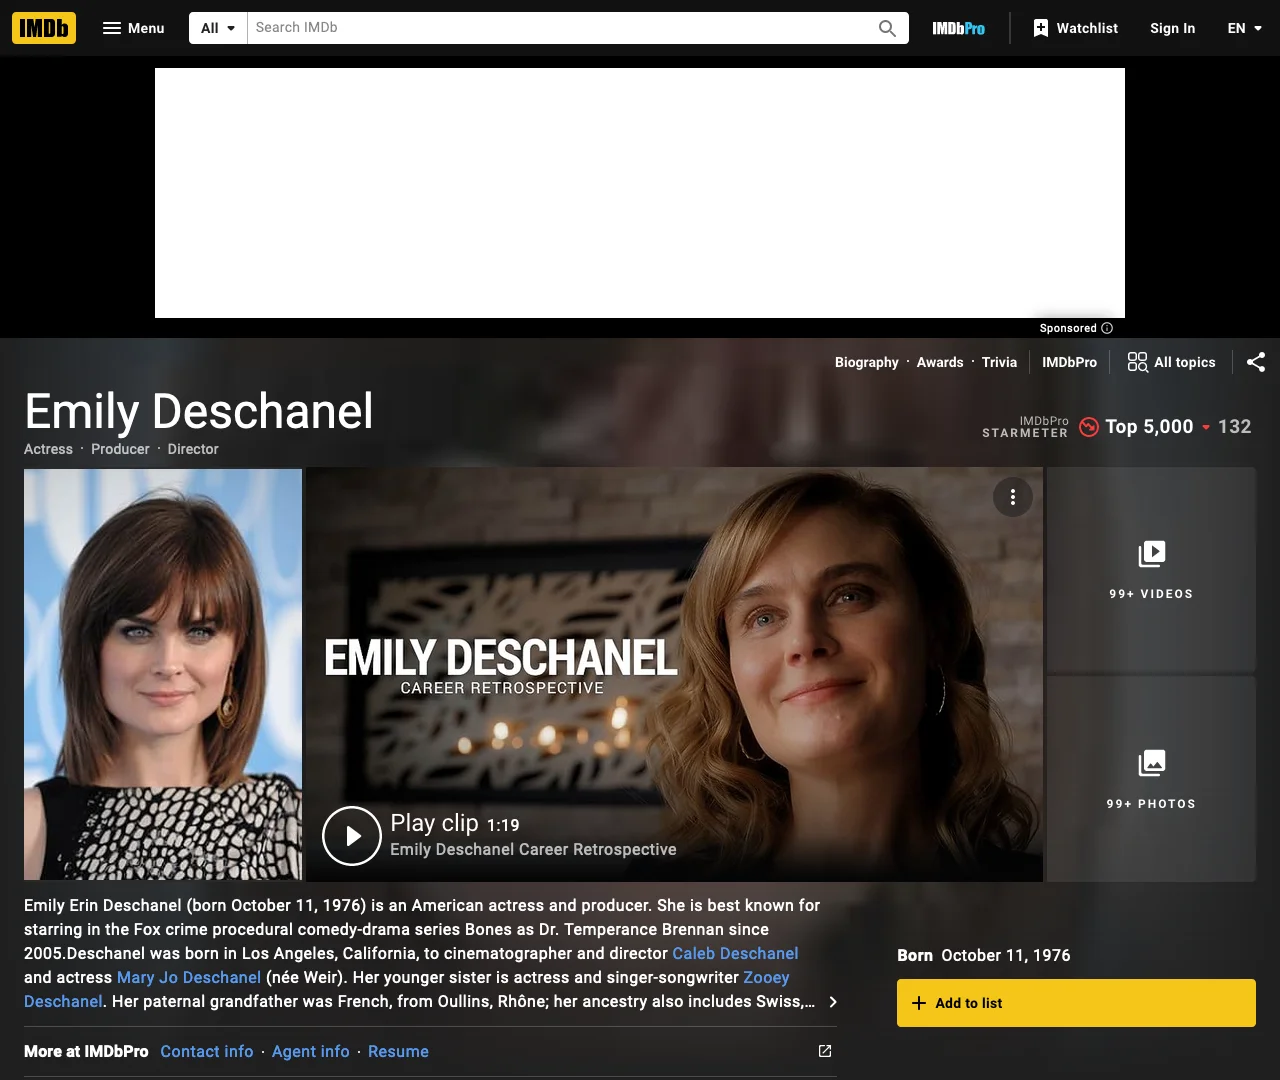 IMDb
Menu
All
Search IMDb
IMDbPro
Watchlist
Sign In
EN
Sponsored
Biography · Awards · Trivia
IMDbPro
All topics
Emily Deschanel
Actress · Producer · Director
IMDbPro
STARMETER
Top 5,000
132
EMILY DESCHANEL
CAREER RETROSPECTIVE
Play clip 1:19
Emily Deschanel Career Retrospective
99+ VIDEOS
99+ PHOTOS
Emily Erin Deschanel (born October 11, 1976) is an American actress and producer. She is best known for
starring in the Fox crime procedural comedy-drama series Bones as Dr. Temperance Brennan since
2005.Deschanel was born in Los Angeles, California, to cinematographer and director Caleb Deschanel
and actress Mary Jo Deschanel (née Weir). Her younger sister is actress and singer-songwriter Zooey
Deschanel. Her paternal grandfather was French, from Oullins, Rhône; her ancestry also includes Swiss,...
Born October 11, 1976
Add to list
More at IMDbPro Contact info · Agent info · Resume